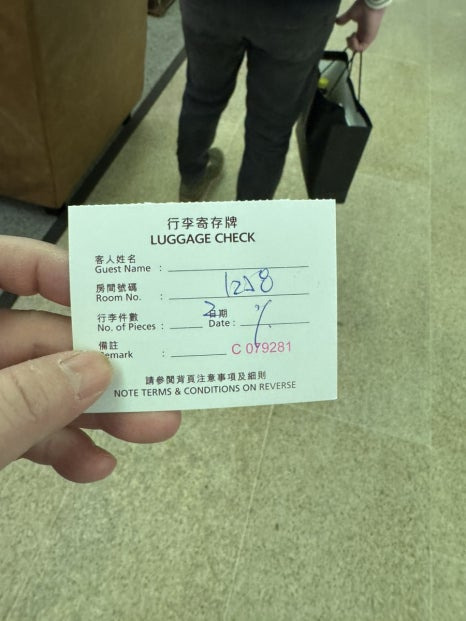 行李寄存牌
LUGGAGE CHECK
客人姓名
Guest Name :
房間號碼
Room No. : 1258
行李件數 日期
No. of Pieces : 2 Date :
備註
Remark : C 079281
請參閱背頁注意事項及細則
NOTE TERMS & CONDITIONS ON REVERSE